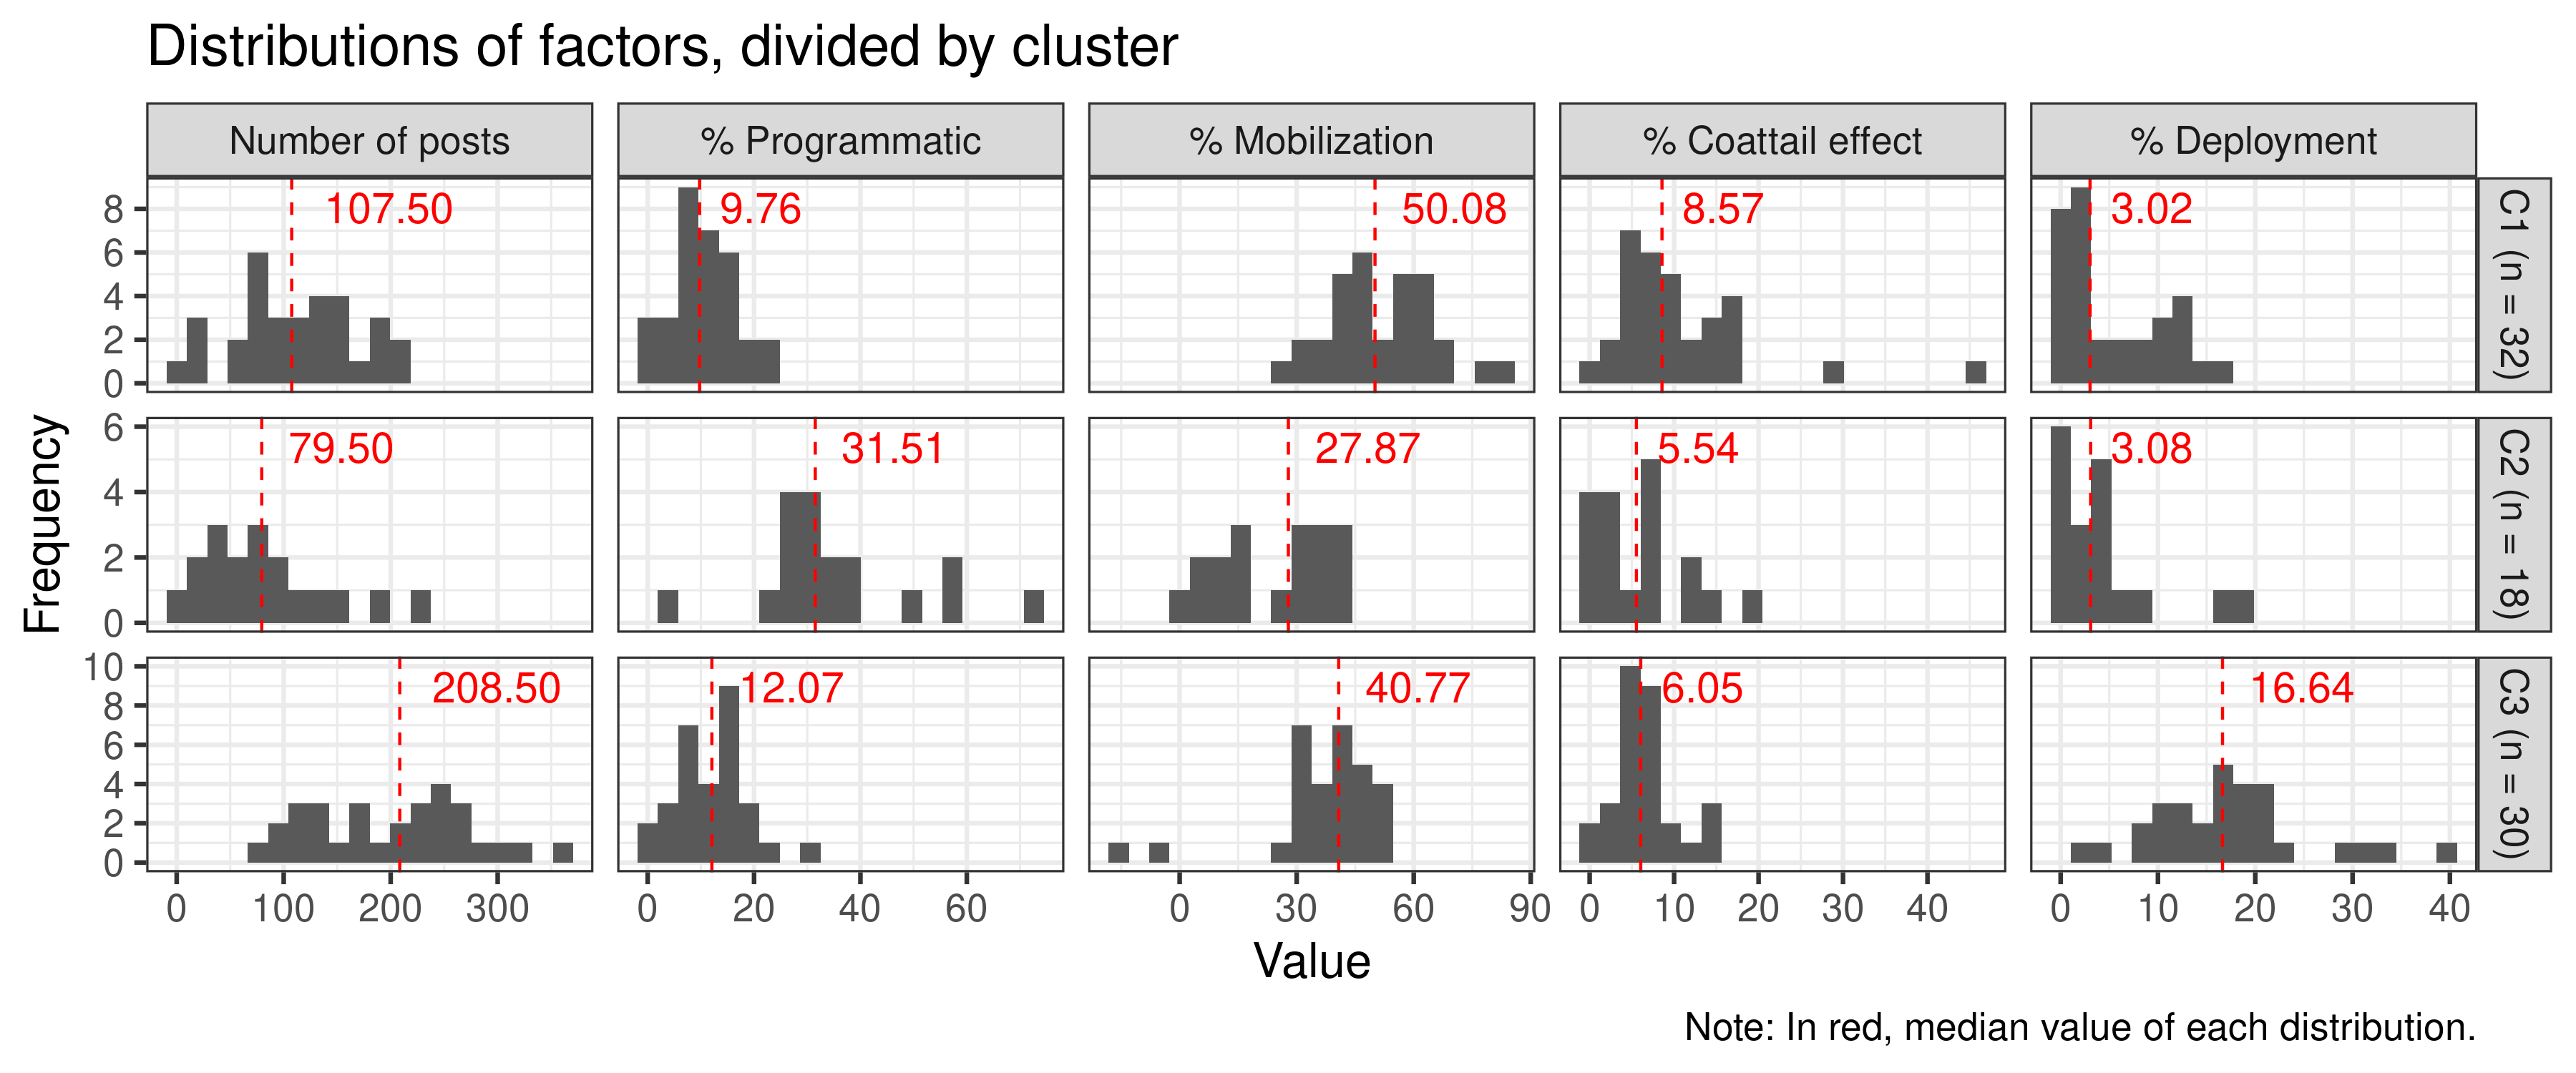 Distributions of factors, divided by cluster
Number of posts
% Programmatic
% Mobilization
% Coattail effect
% Deployment
8
6
4
2
0
107.50
9.76
50.08
8.57
3.02
C1 (n = 32)
6
4
2
0
79.50
31.51
27.87
5.54
3.08
C2 (n = 18)
10
8
6
4
2
0
208.50
12.07
40.77
6.05
16.64
C3 (n = 30)
Frequency
0 100 200 300
0 20 40 60
0 30 60 90
0 10 20 30 40
0 10 20 30 40
Value
Note: In red, median value of each distribution.